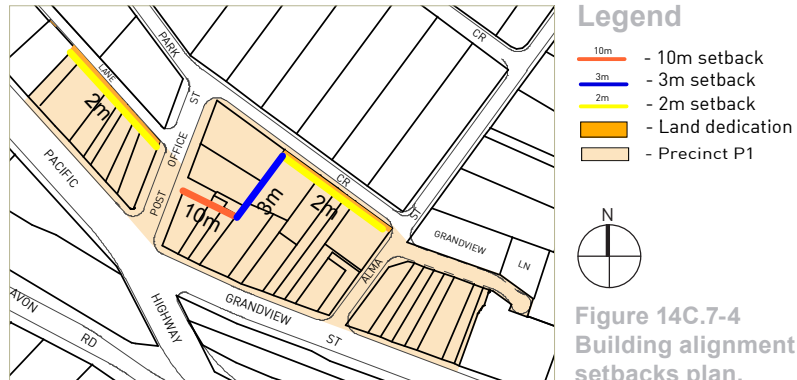 PARK
ST
CR
LANE
2m
PACIFIC
HIGHWAY
POST
OFFICE
10m
3m
2m
CR
ST
GRANDVIEW
LN
ALMA
GRANDVIEW
ST
AVON
RD
Legend
10m - 10m setback
3m - 3m setback
2m - 2m setback
- Land dedication
- Precinct P1
N
Figure 14C.7-4
Building alignment
setbacks plan.